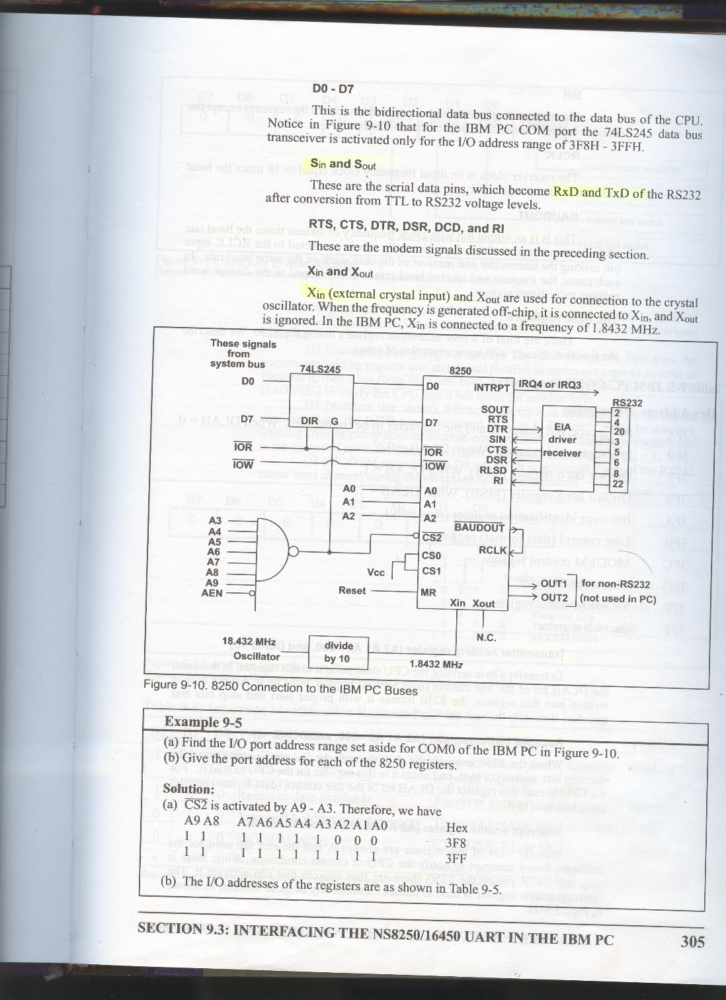 D0 - D7
This is the bidirectional data bus connected to the data bus of the CPU.
Notice in Figure 9-10 that for the IBM PC COM port the 74LS245 data bus
transceiver is activated only for the I/O address range of 3F8H - 3FFH.
Sin and Sout
These are the serial data pins, which become RxD and TxD of the RS232
after conversion from TTL to RS232 voltage levels.
RTS, CTS, DTR, DSR, DCD, and RI
These are the modem signals discussed in the preceding section.
Xin and Xout
Xin (external crystal input) and Xout are used for connection to the crystal
oscillator. When the frequency is generated off-chip, it is connected to Xin, and Xout
is ignored. In the IBM PC, Xin is connected to a frequency of 1.8432 MHz.
These signals
from
system bus
74LS245
8250
D0
D0
INTRPT
IRQ4 or IRQ3
RS232
D7
DIR G
D7
SOUT
RTS
DTR
SIN
CTS
DSR
RLSD
RI
EIA
driver
receiver
2
4
20
3
5
6
8
22
IOR
IOR
IOW
IOW
A0
A0
A1
A1
A2
A2
A3
A4
A5
A6
A7
A8
A9
AEN
CS2
BAUDOUT
RCLK
CS0
Vcc
CS1
Reset
MR
OUT1
OUT2
for non-RS232
(not used in PC)
Xin Xout
N.C.
18.432 MHz
Oscillator
divide
by 10
1.8432 MHz
Figure 9-10. 8250 Connection to the IBM PC Buses
Example 9-5
(a) Find the I/O port address range set aside for COM0 of the IBM PC in Figure 9-10.
(b) Give the port address for each of the 8250 registers.
Solution:
(a) CS2 is activated by A9 - A3. Therefore, we have
A9 A8 A7 A6 A5 A4 A3 A2 A1 A0 Hex
1 1 1 1 1 1 1 0 0 0 3F8
1 1 1 1 1 1 1 1 1 1 3FF
(b) The I/O addresses of the registers are as shown in Table 9-5.
SECTION 9.3: INTERFACING THE NS8250/16450 UART IN THE IBM PC 305